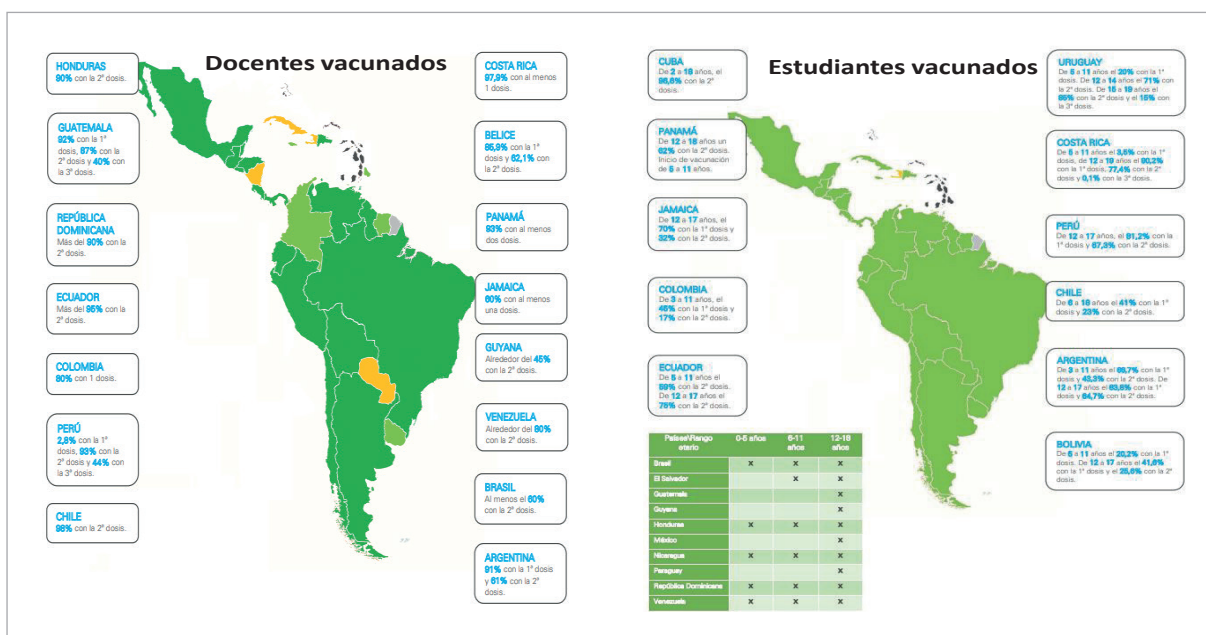 Docentes vacunados
HONDURAS
90% con la 2ª dosis.
GUATEMALA
92% con la 1ª
dosis, 87% con la
2ª dosis y 40% con
la 3ª dosis.
REPÚBLICA
DOMINICANA
Más del 90% con la
2ª dosis.
ECUADOR
Más del 95% con la
2ª dosis.
COLOMBIA
80% con 1 dosis.
PERÚ
2,8% con la 1ª
dosis, 93% con la
2ª dosis y 44% con
la 3ª dosis.
CHILE
98% con la 2ª dosis.
COSTA RICA
97,9% con al menos
1 dosis.
BELICE
85,9% con la 1ª
dosis y 82,1% con
la 2ª dosis.
PANAMÁ
93% con al menos
dos dosis.
JAMAICA
60% con al menos
una dosis.
GUYANA
Alrededor del 45%
con la 2ª dosis.
VENEZUELA
Alrededor del 80%
con la 2ª dosis.
BRASIL
Al menos el 60%
con la 2ª dosis.
ARGENTINA
91% con la 1ª dosis
y 61% con la 2ª
dosis.
Estudiantes vacunados
CUBA
De 2 a 18 años, el
96,6% con la 2ª
dosis.
PANAMÁ
De 12 a 18 años un
62% con la 2ª dosis.
Inicio de vacunación
de 5 a 11 años.
JAMAICA
De 12 a 17 años, el
70% con la 1ª dosis y
32% con la 2ª dosis.
COLOMBIA
De 3 a 11 años, el
46% con la 1ª dosis y
17% con la 2ª dosis.
ECUADOR
De 5 a 11 años el
59% con la 2ª dosis.
De 12 a 17 años el
75% con la 2ª dosis.
URUGUAY
De 5 a 11 años el 20% con la 1ª
dosis. De 12 a 14 años el 71% con
la 2ª dosis. De 15 a 19 años el
65% con la 2ª dosis y el 15% con
la 3ª dosis.
COSTA RICA
De 5 a 11 años el 3,5% con la 1ª
dosis, de 12 a 19 años el 90,2%
con la 1ª dosis, 77,4% con la 2ª
dosis y 0,1% con la 3ª dosis.
PERÚ
De 12 a 17 años, el 81,2% con la
1ª dosis y 67,3% con la 2ª dosis.
CHILE
De 6 a 18 años el 41% con la 1ª
dosis y 23% con la 2ª dosis.
ARGENTINA
De 3 a 11 años el 69,7% con la 1ª
dosis y 43,3% con la 2ª dosis. De
12 a 17 años el 83,8% con la 1ª
dosis y 64,7% con la 2ª dosis.
BOLIVIA
De 5 a 11 años el 20,2% con la 1ª
dosis. De 12 a 17 años el 41,6%
con la 1ª dosis y el 25,6% con la 2ª
dosis.
Países\Rango 0-5 años 6-11 12-18
etario años años
Brasil x x x
El Salvador x x
Guatemala x
Guyana x
Honduras x x x
México x
Nicaragua x x x
Paraguay x
República Dominicana x x x
Venezuela x x x